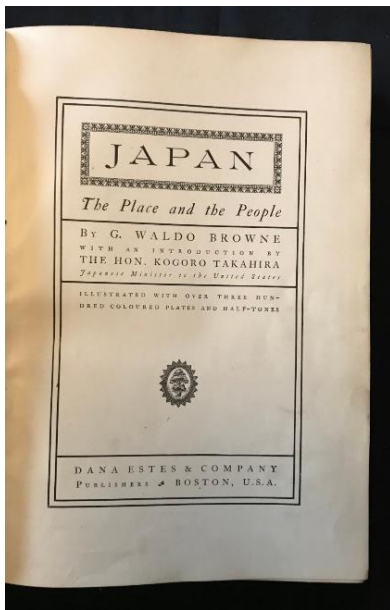 JAPAN
The Place and the People
BY G. WALDO BROWNE
WITH AN INTRODUCTION BY
THE HON. KOGORO TAKAHIRA
Japanese Minister to the United States
ILLUSTRATED WITH OVER THREE HUN-
DRED COLOURED PLATES AND HALF-TONES
DANA ESTES & COMPANY
PUBLISHERS BOSTON, U.S.A.